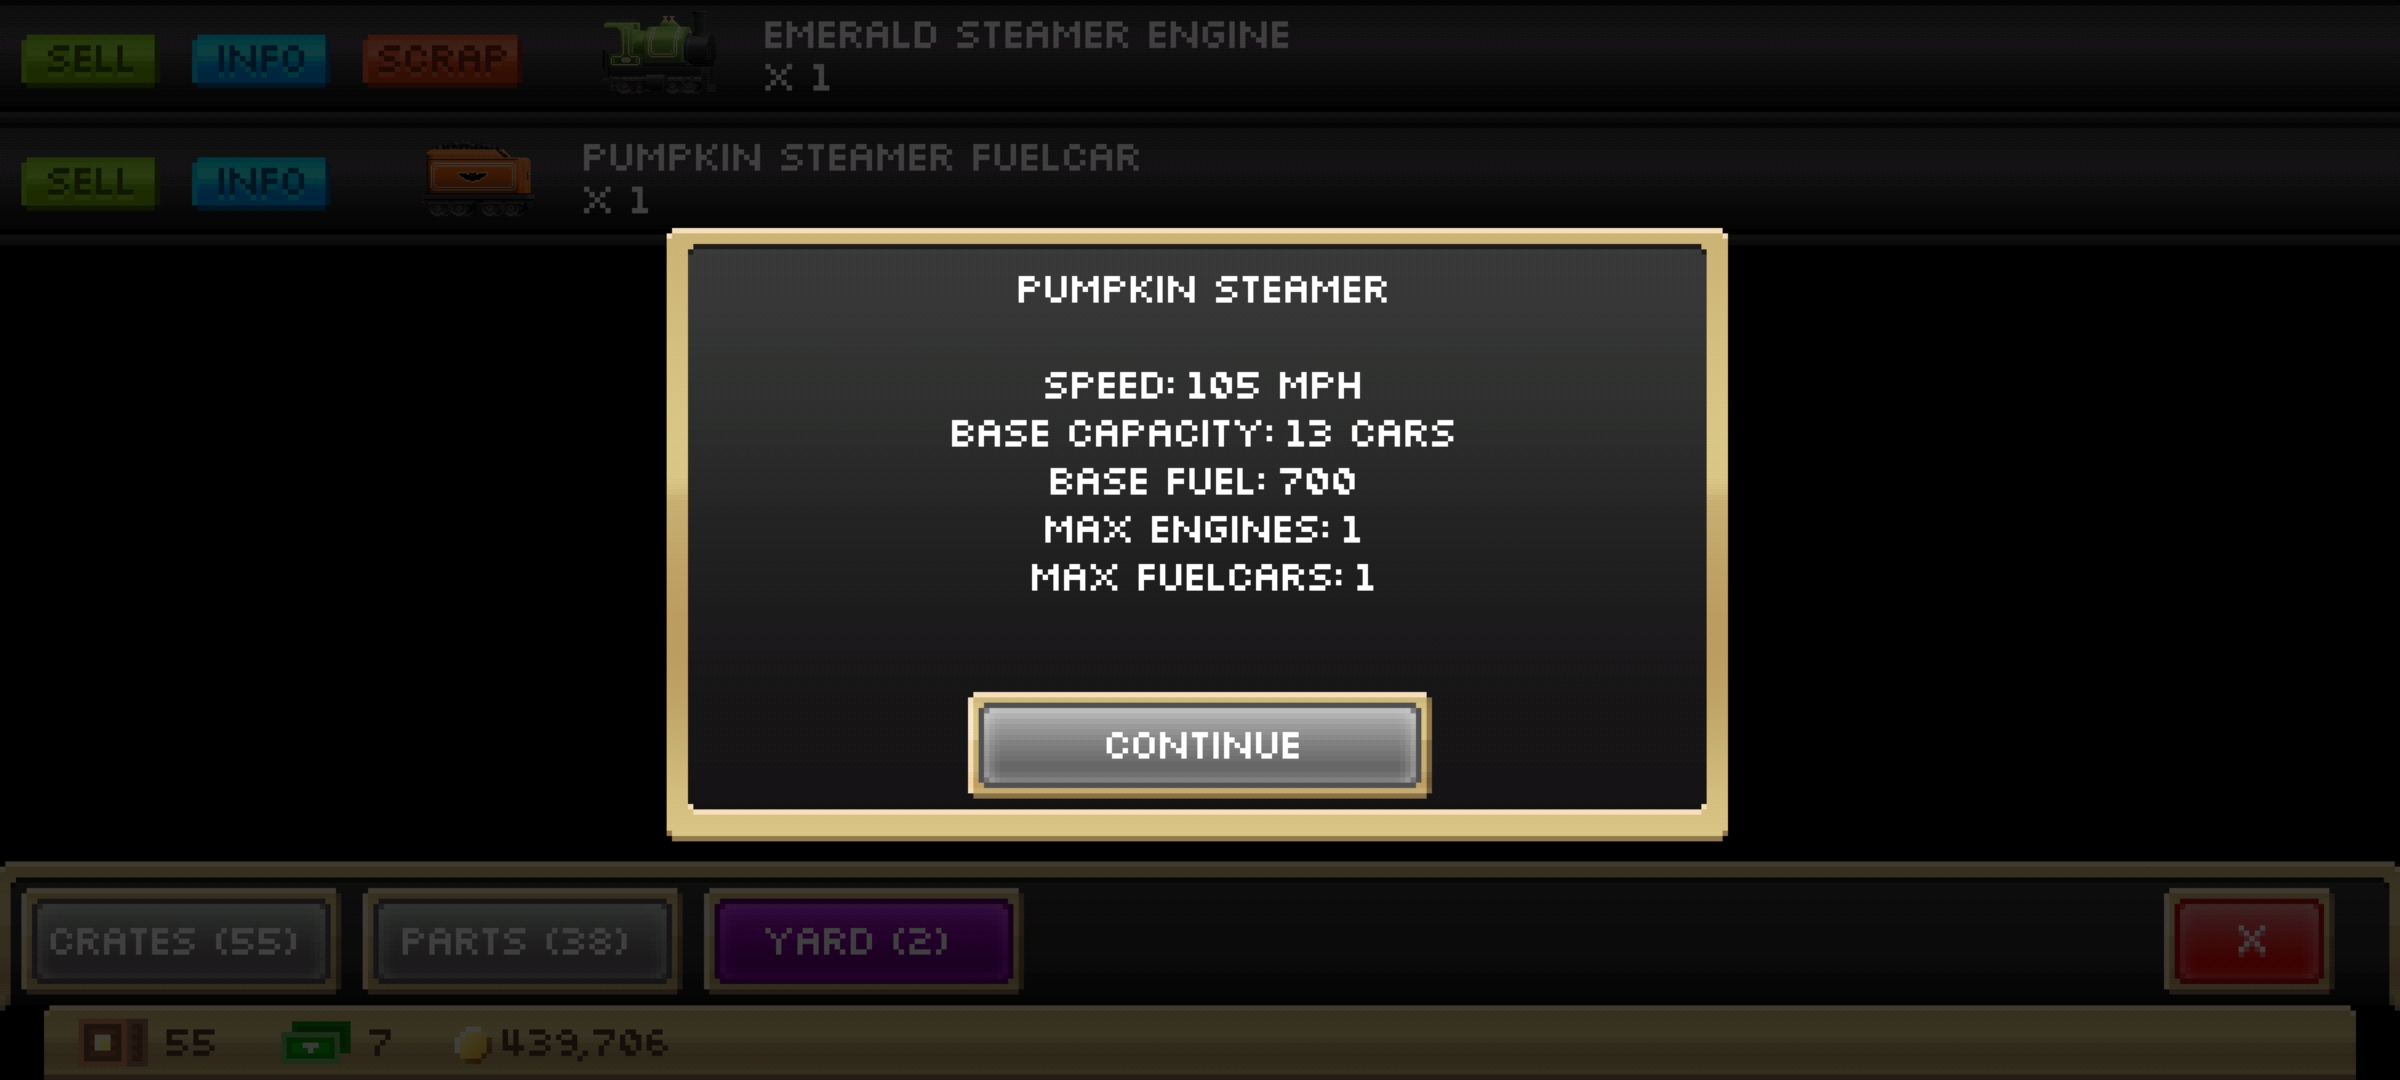 SELL INFO SCRAP EMERALD STEAMER ENGINE
X 1
SELL INFO PUMPKIN STEAMER FUELCAR
X 1
PUMPKIN STEAMER
SPEED: 105 MPH
BASE CAPACITY: 13 CARS
BASE FUEL: 700
MAX ENGINES: 1
MAX FUELCARS: 1
CONTINUE
CRATES (55) PARTS (38) YARD (2) X
55 7 439,706